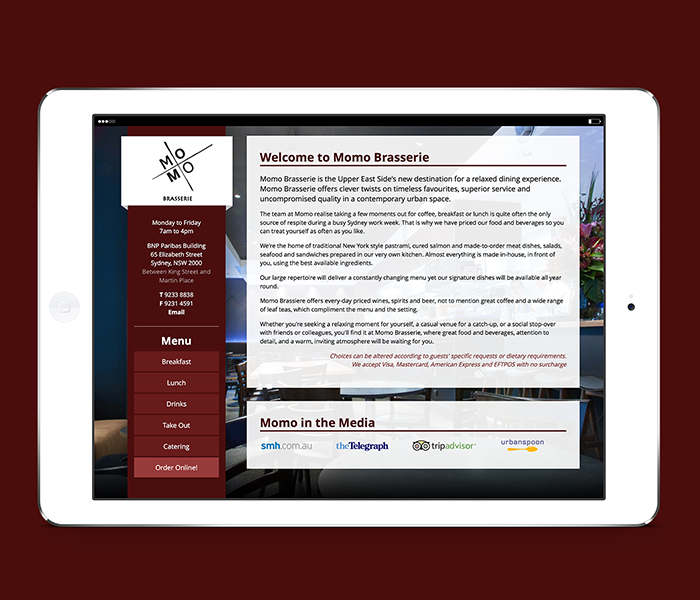 MO
MO
BRASSERIE
Monday to Friday
7am to 4pm
BNP Paribas Building
65 Elizabeth Street
Sydney, NSW 2000
Between King Street and
Martin Place
T 9233 8838
F 9231 4591
Email
Menu
Breakfast
Lunch
Drinks
Take Out
Catering
Order Online!
Welcome to Momo Brasserie
Momo Brasserie is the Upper East Side's new destination for a relaxed dining experience.
Momo Brasserie offers clever twists on timeless favourites, superior service and
uncompromised quality in a contemporary urban space.
The team at Momo realise taking a few moments out for coffee, breakfast or lunch is quite often the only
source of respite during a busy Sydney work week. That is why we have priced our food and beverages so you
can treat yourself as often as you like.
We're the home of traditional New York style pastrami, cured salmon and made-to-order meat dishes, salads,
seafood and sandwiches prepared in our very own kitchen. Almost everything is made in-house, in front of
you, using the best available ingredients.
Our large repertoire will deliver a constantly changing menu yet our signature dishes will be available all year
round.
Momo Brassiere offers every-day priced wines, spirits and beer, not to mention great coffee and a wide range
of leaf teas, which compliment the menu and the setting.
Whether you're seeking a relaxing moment for yourself, a casual venue for a catch-up, or a social stop-over
with friends or colleagues, you'll find it at Momo Brasserie, where great food and beverages, attention to
detail, and a warm, inviting atmosphere will be waiting for you.
Choices can be altered according to guests' specific requests or dietary requirements.
We accept Visa, Mastercard, American Express and EFTPOS with no surcharge
Momo in the Media
smh.com.au theTelegraph tripadvisor urbanspoon